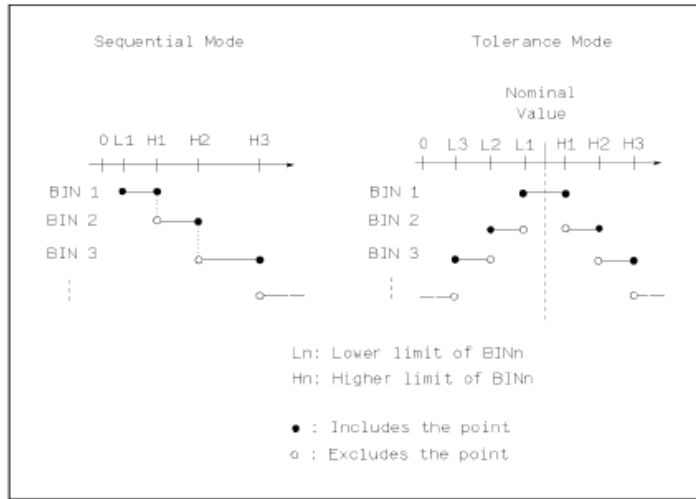 Sequential Mode
Tolerance Mode
Nominal
Value
0 L1 H1 H2 H3
0 L3 L2 L1 H1 H2 H3
BIN 1
BIN 1
BIN 2
BIN 2
BIN 3
BIN 3
Ln: Lower limit of BINn
Hn: Higher limit of BINn
● : Includes the point
○ : Excludes the point